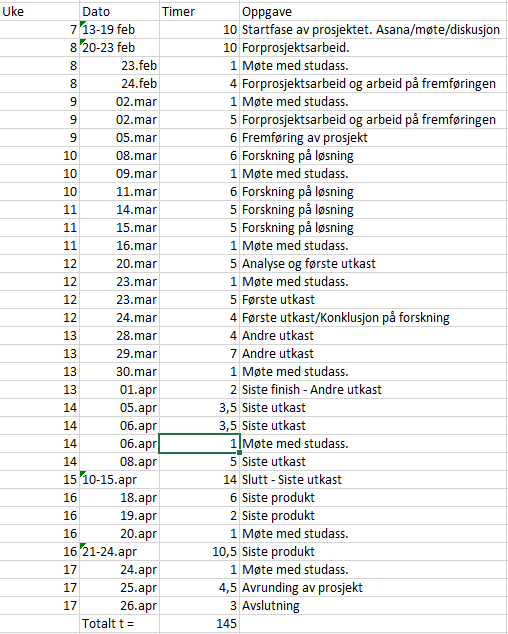 Uke Dato Timer Oppgave
7 13-19 feb 10 Startfase av prosjektet. Asana/møte/diskusjon
8 20-23 feb 10 Forprosjektsarbeid.
8 23.feb 1 Møte med studass.
8 24.feb 4 Forprosjektsarbeid og arbeid på fremføringen
9 02.mar 1 Møte med studass.
9 02.mar 5 Forprosjektsarbeid og arbeid på fremføringen
9 05.mar 6 Fremføring av prosjekt
10 08.mar 6 Forskning på løsning
10 09.mar 1 Møte med studass.
10 11.mar 6 Forskning på løsning
11 14.mar 5 Forskning på løsning
11 15.mar 5 Forskning på løsning
11 16.mar 1 Møte med studass.
12 20.mar 5 Analyse og første utkast
12 23.mar 1 Møte med studass.
12 23.mar 5 Første utkast
12 24.mar 4 Første utkast/Konklusjon på forskning
13 28.mar 4 Andre utkast
13 29.mar 7 Andre utkast
13 30.mar 1 Møte med studass.
13 01.apr 2 Siste finish - Andre utkast
14 05.apr 3,5 Siste utkast
14 06.apr 3,5 Siste utkast
14 06.apr 1 Møte med studass.
14 08.apr 5 Siste utkast
15 10-15.apr 14 Slutt - Siste utkast
16 18.apr 6 Siste produkt
16 19.apr 2 Siste produkt
16 20.apr 1 Møte med studass.
16 21-24.apr 10,5 Siste produkt
17 24.apr 1 Møte med studass.
17 25.apr 4,5 Avrunding av prosjekt
17 26.apr 3 Avslutning
Totalt t = 145